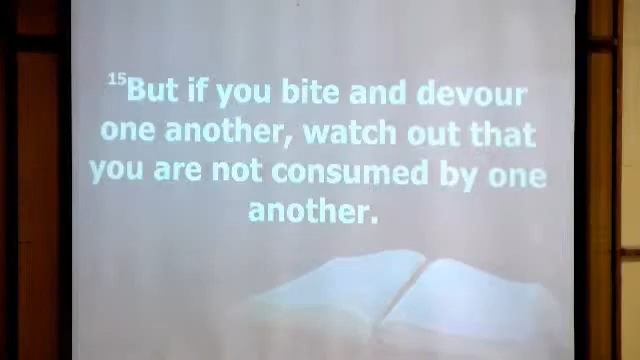 15But if you bite and devour
one another, watch out that
you are not consumed by one
another.